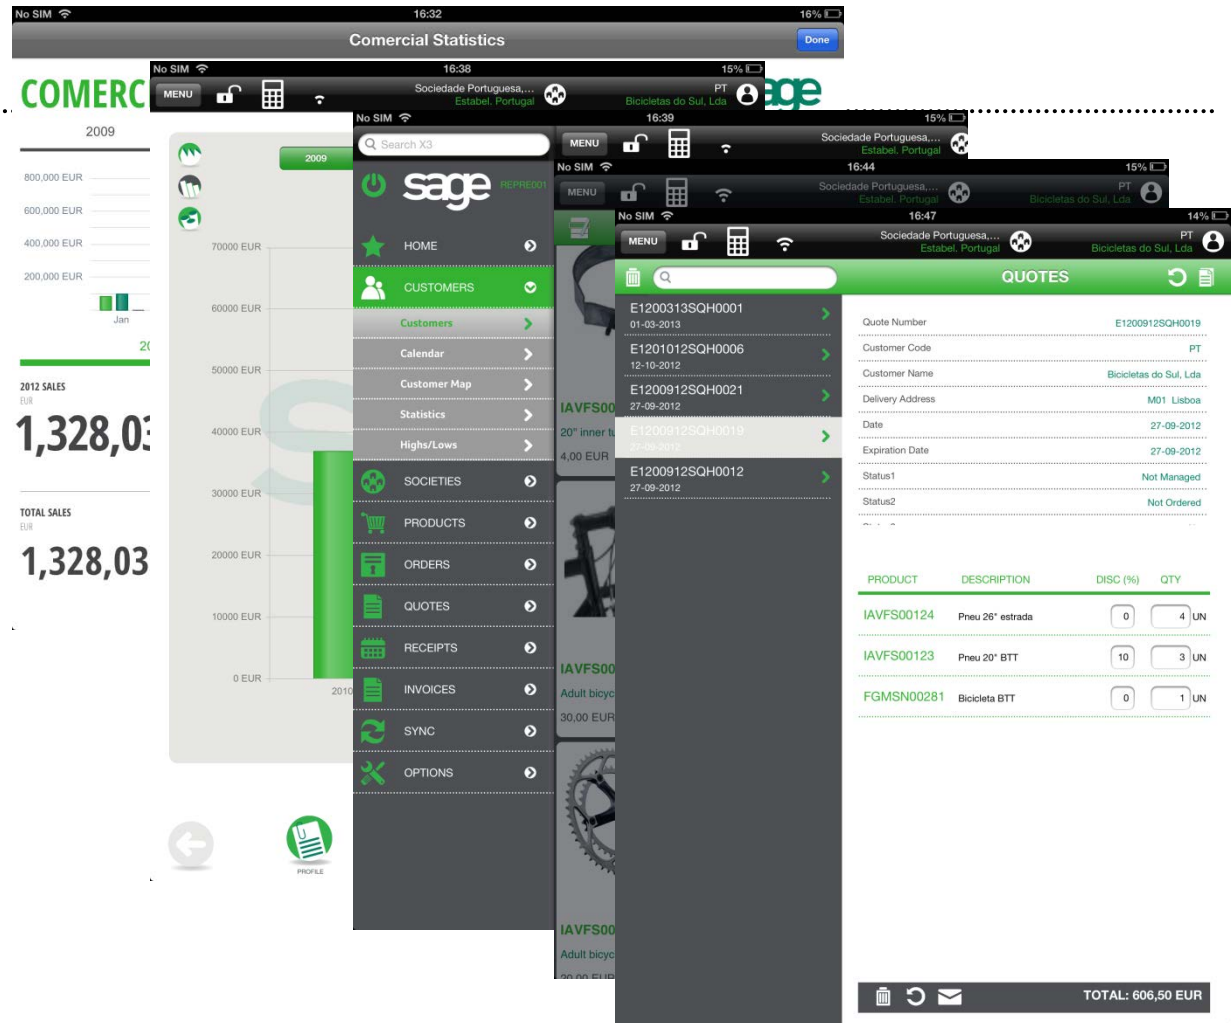 No SIM 16:32 16%
Comercial Statistics Done
COMERC
2009
800,000 EUR
600,000 EUR
400,000 EUR
200,000 EUR
Jan
2012 SALES
EUR
1,328,03
TOTAL SALES
EUR
1,328,03
No SIM 16:38 15%
MENU Sociedade Portuguesa,... PT
Estabel. Portugal Bicicletas do Sul, Lda
2009
70000 EUR
60000 EUR
50000 EUR
40000 EUR
30000 EUR
20000 EUR
10000 EUR
0 EUR
2010
PROFILE
No SIM 16:39 15%
Search X3
MENU Sociedade Portuguesa,...
Estabel. Portugal
sage REPRE001
HOME
CUSTOMERS
Customers
Calendar
Customer Map
Statistics
Highs/Lows
SOCIETIES
PRODUCTS
ORDERS
QUOTES
RECEIPTS
INVOICES
SYNC
OPTIONS
No SIM 16:44 15%
MENU Sociedade Portuguesa,... PT
Estabel. Portugal Bicicletas do Sul, Lda
IAVFS00
20" inner tu
4,00 EUR
IAVFS00
Adult bicyc
30,00 EUR
IAVFS00
Adult bicyc
No SIM 16:47 14%
MENU Sociedade Portuguesa,... PT
Estabel. Portugal Bicicletas do Sul, Lda
QUOTES
E1200313SQH0001
01-03-2013
E1201012SQH0006
12-10-2012
E1200912SQH0021
27-09-2012
E1200912SQH0019
27-09-2012
E1200912SQH0012
27-09-2012
Quote Number E1200912SQH0019
Customer Code PT
Customer Name Bicicletas do Sul, Lda
Delivery Address M01 Lisboa
Date 27-09-2012
Expiration Date 27-09-2012
Status1 Not Managed
Status2 Not Ordered
PRODUCT DESCRIPTION DISC (%) QTY
IAVFS00124 Pneu 26" estrada 0 4 UN
IAVFS00123 Pneu 20" BTT 10 3 UN
FGMSN00281 Bicicleta BTT 0 1 UN
TOTAL: 606,50 EUR